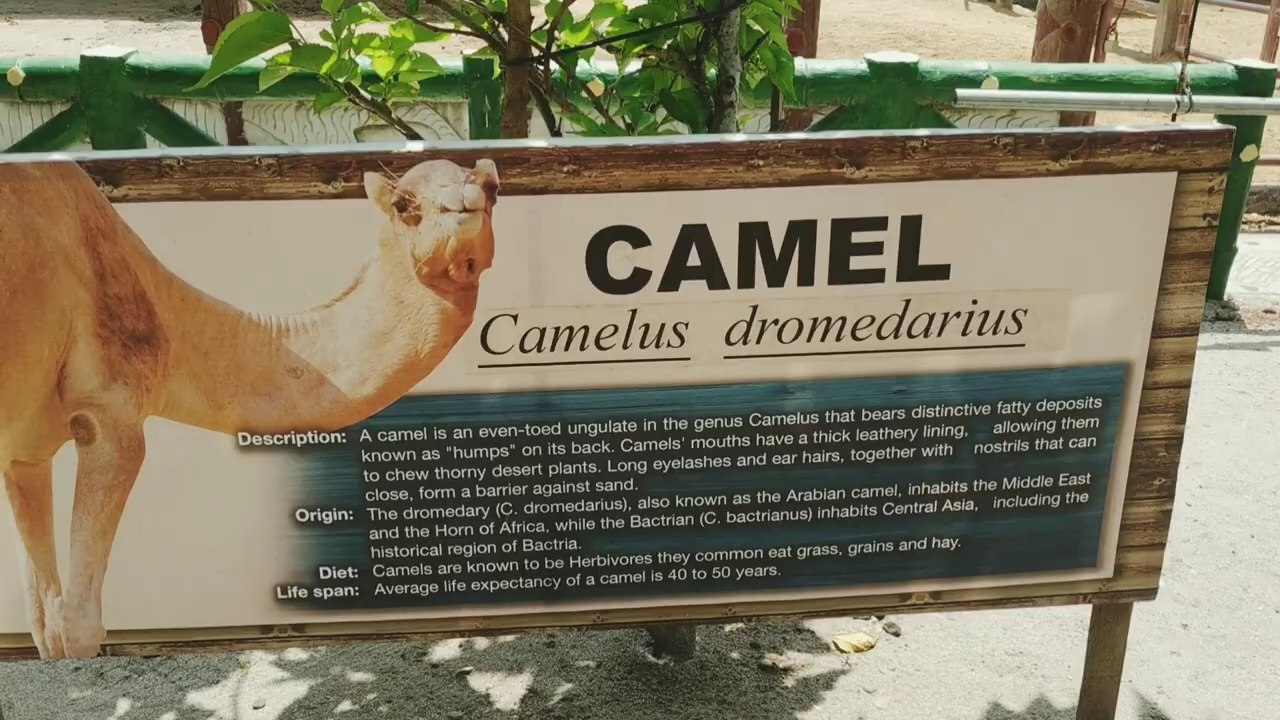 CAMEL
Camelus dromedarius
Description: A camel is an even-toed ungulate in the genus Camelus that bears distinctive fatty deposits
known as "humps" on its back. Camels' mouths have a thick leathery lining, allowing them
to chew thorny desert plants. Long eyelashes and ear hairs, together with nostrils that can
close, form a barrier against sand.
Origin: The dromedary (C. dromedarius), also known as the Arabian camel, inhabits the Middle East
and the Horn of Africa, while the Bactrian (C. bactrianus) inhabits Central Asia, including the
historical region of Bactria.
Diet: Camels are known to be Herbivores they common eat grass, grains and hay.
Life span: Average life expectancy of a camel is 40 to 50 years.